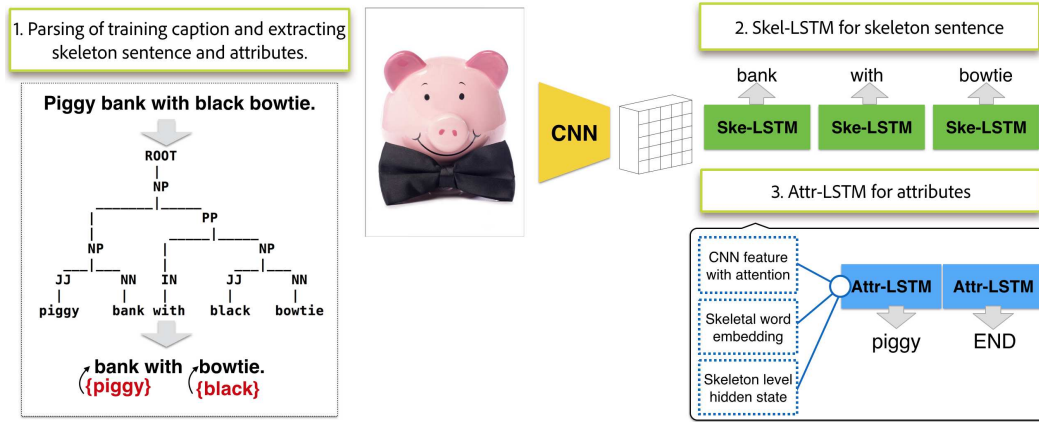 1. Parsing of training caption and extracting
skeleton sentence and attributes.
Piggy bank with black bowtie.
ROOT
NP
PP
NP
NP
JJ NN IN JJ NN
piggy bank with black bowtie
bank with bowtie.
{piggy} {black}
CNN
2. Skel-LSTM for skeleton sentence
bank with bowtie
Ske-LSTM Ske-LSTM Ske-LSTM
3. Attr-LSTM for attributes
CNN feature
with attention
Skeletal word
embedding
Skeleton level
hidden state
Attr-LSTM Attr-LSTM
piggy END